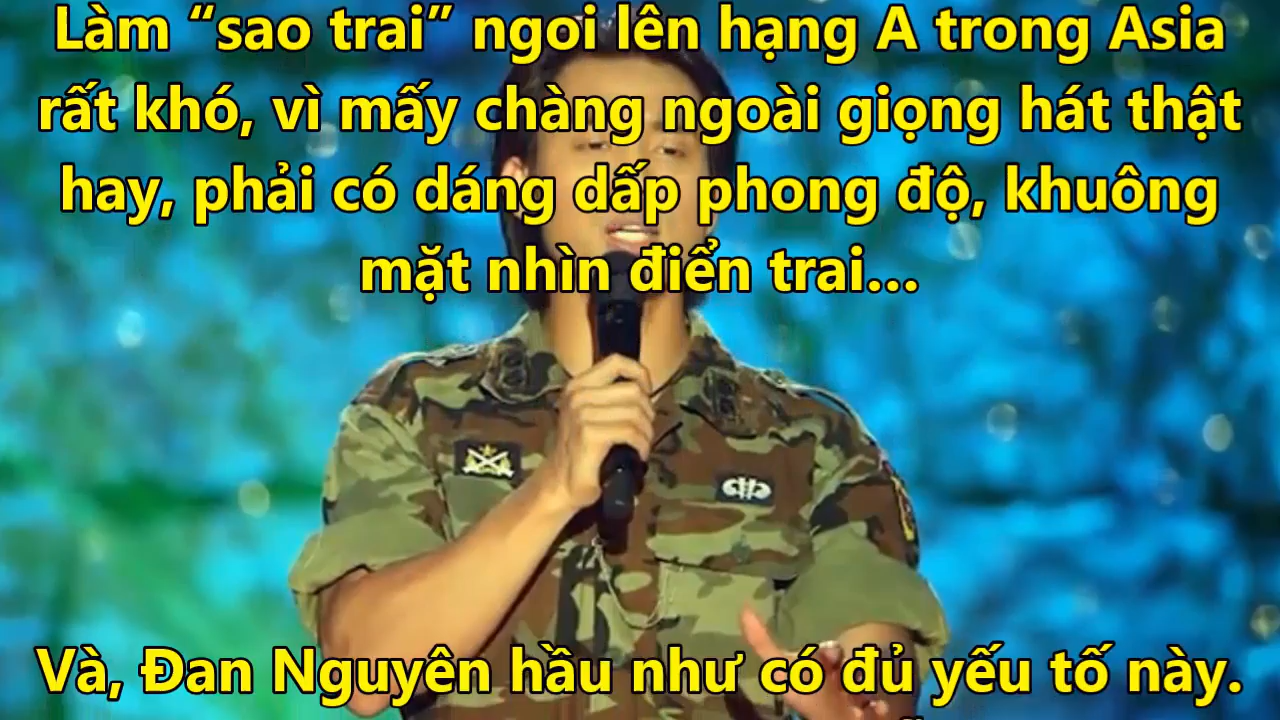 Làm “sao trai” ngoi lên hạng A trong Asia
rất khó, vì mấy chàng ngoài giọng hát thật
hay, phải có dáng dấp phong độ, khuông
mặt nhìn điển trai...
Và, Đan Nguyên hầu như có đủ yếu tố này.